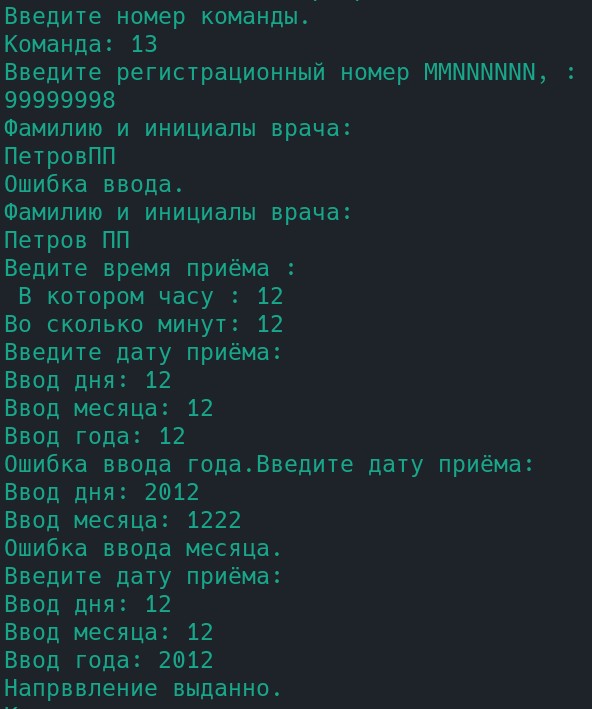 Введите номер команды.
Команда: 13
Введите регистрационный номер MMNNNNNN, :
99999998
Фамилию и инициалы врача:
ПетровПП
Ошибка ввода.
Фамилию и инициалы врача:
Петров ПП
Ведите время приёма :
В котором часу : 12
Во сколько минут: 12
Введите дату приёма:
Ввод дня: 12
Ввод месяца: 12
Ввод года: 12
Ошибка ввода года.Введите дату приёма:
Ввод дня: 2012
Ввод месяца: 1222
Ошибка ввода месяца.
Введите дату приёма:
Ввод дня: 12
Ввод месяца: 12
Ввод года: 2012
Напрввление выданно.